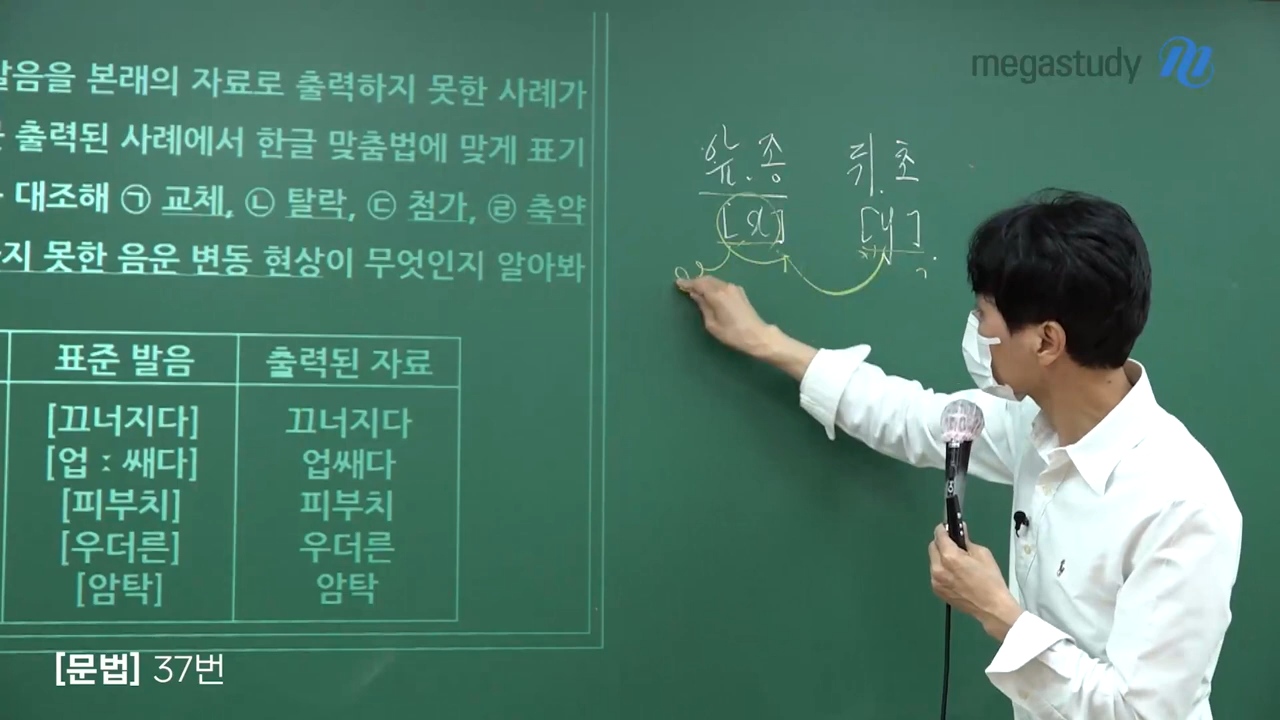 megastudy
발음을 본래의 자료로 출력하지 못한 사례가
출력된 사례에서 한글 맞춤법에 맞게 표기
대조해 ㉠ 교체, ㉡ 탈락, ㉢ 첨가, ㉣ 축약
하지 못한 음운 변동 현상이 무엇인지 알아봐
표준 발음 출력된 자료
[끄너지다] 끄너지다
[업ː쌔다] 업쌔다
[피부치] 피부치
[우더른] 우더른
[암탁] 암탁
앞.종 뒤.초
[문법] 37번